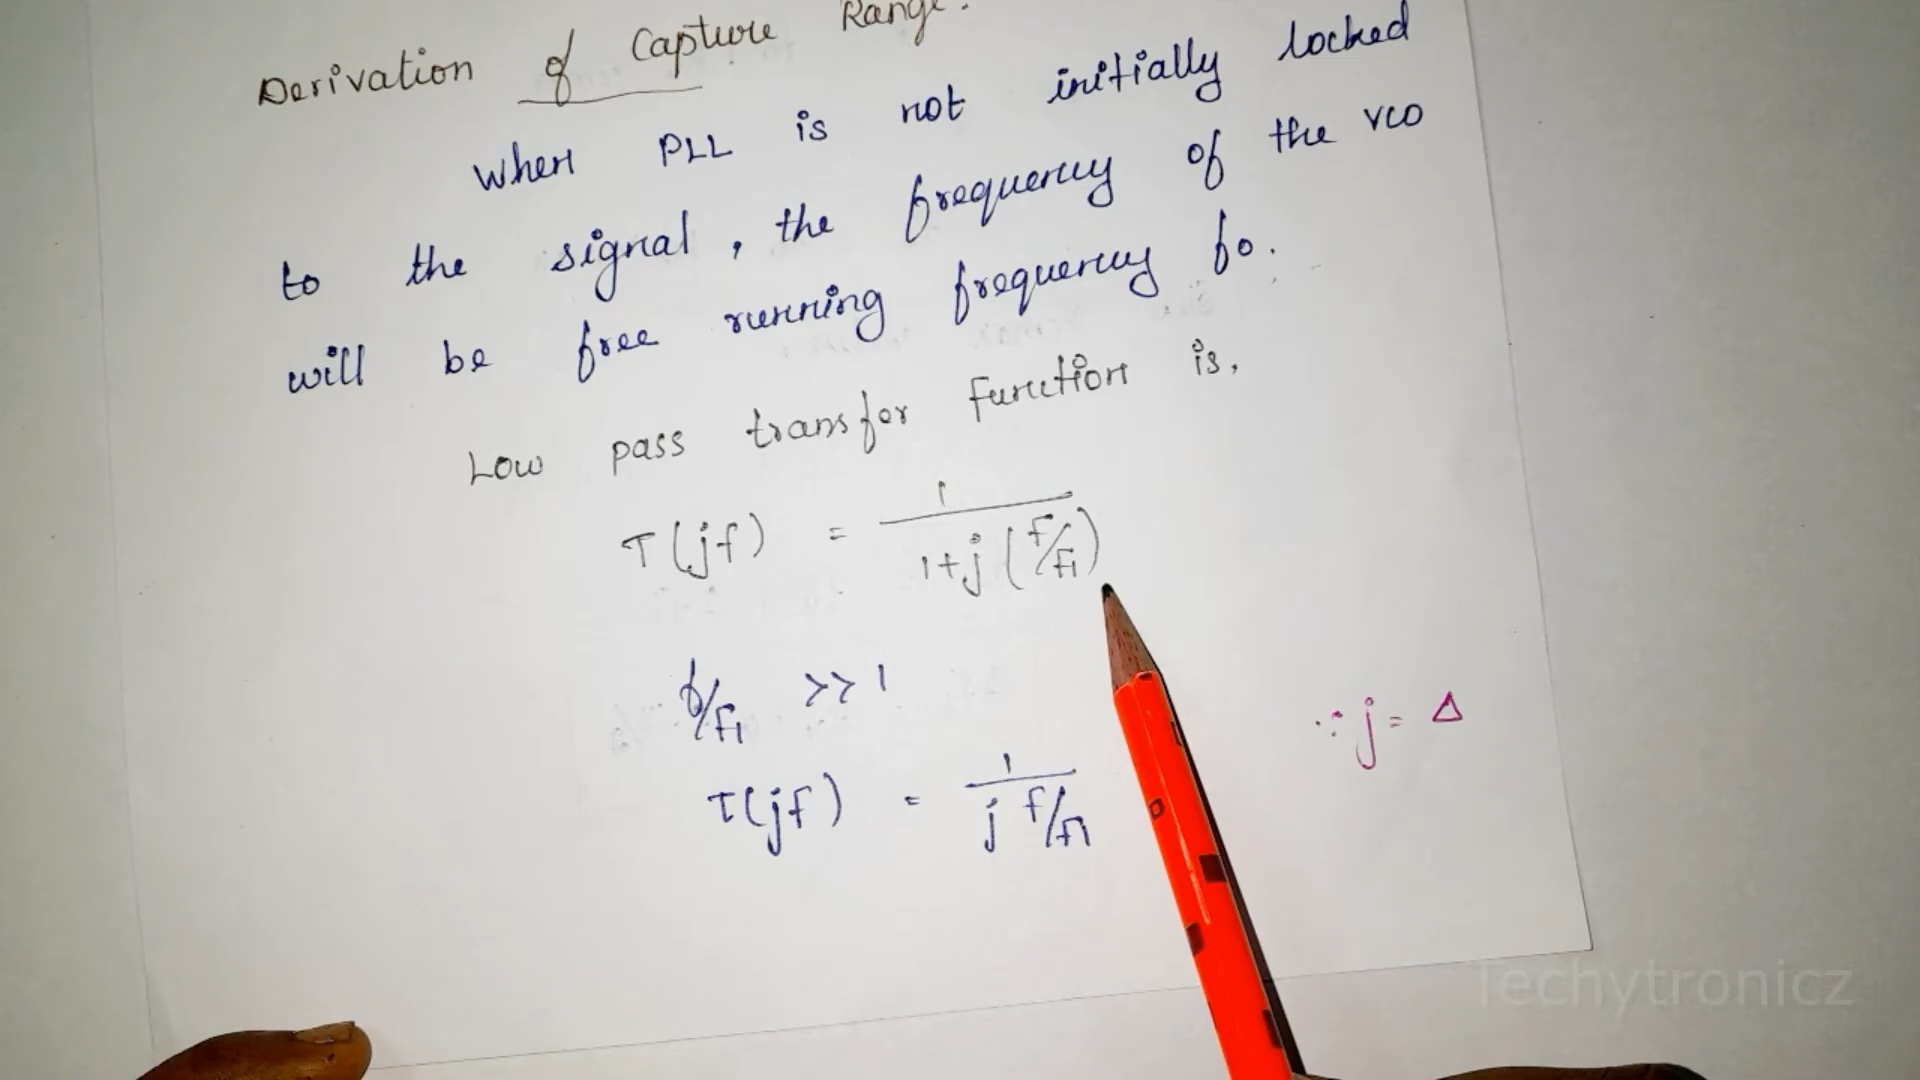 Derivation of Capture Range.
When PLL is not initially locked
to the signal, the frequency of the VCO
will be free running frequency fo.
Low pass transfer Function is,
T(jf) = 1 / 1+j(f/f1)
f/f1 >> 1
∵ j = Δ
T(jf) = 1 / j f/f1
Techytronicz